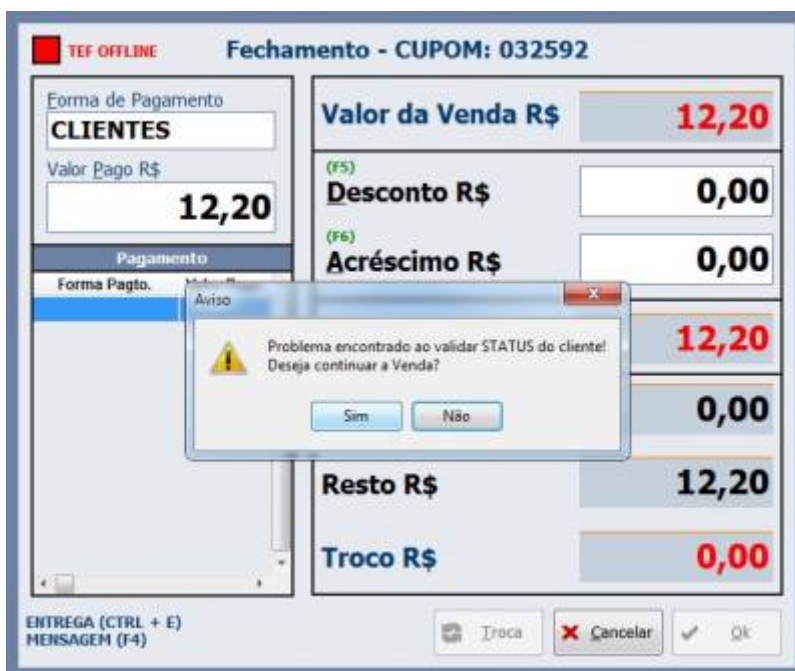 TEF OFFLINE
Fechamento - CUPOM: 032592
Forma de Pagamento
CLIENTES
Valor Pago R$
12,20
Pagamento
Forma Pagto.
Valor da Venda R$ 12,20
(F5)
Desconto R$ 0,00
(F6)
Acréscimo R$ 0,00
12,20
0,00
Resto R$ 12,20
Troco R$ 0,00
Aviso
Problema encontrado ao validar STATUS do cliente!
Deseja continuar a Venda?
Sim Não
ENTREGA (CTRL + E)
MENSAGEM (F4)
Troca Cancelar Ok